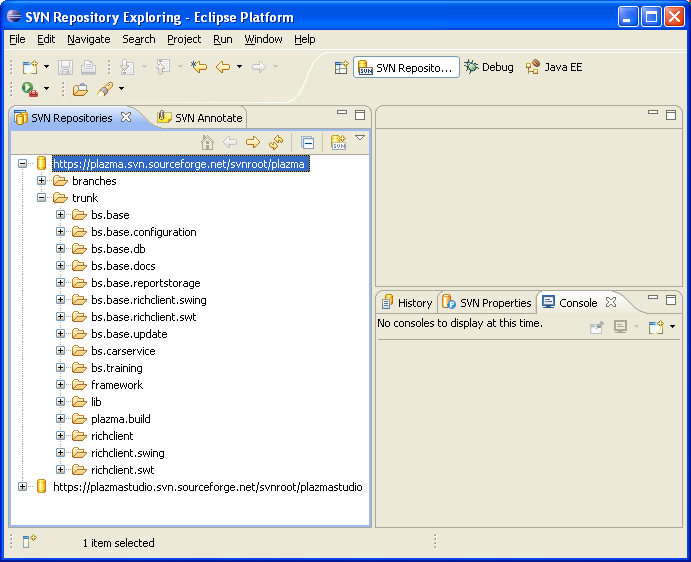 SVN Repository Exploring - Eclipse Platform
File Edit Navigate Search Project Run Window Help
SVN Reposito... Debug Java EE
SVN Repositories SVN Annotate
SVN
https://plazma.svn.sourceforge.net/svnroot/plazma
branches
trunk
bs.base
bs.base.configuration
bs.base.db
bs.base.docs
bs.base.reportstorage
bs.base.richclient.swing
bs.base.richclient.swt
bs.base.update
bs.carservice
bs.training
framework
lib
plazma.build
richclient
richclient.swing
richclient.swt
https://plazmastudio.svn.sourceforge.net/svnroot/plazmastudio
History SVN Properties Console
No consoles to display at this time.
1 item selected